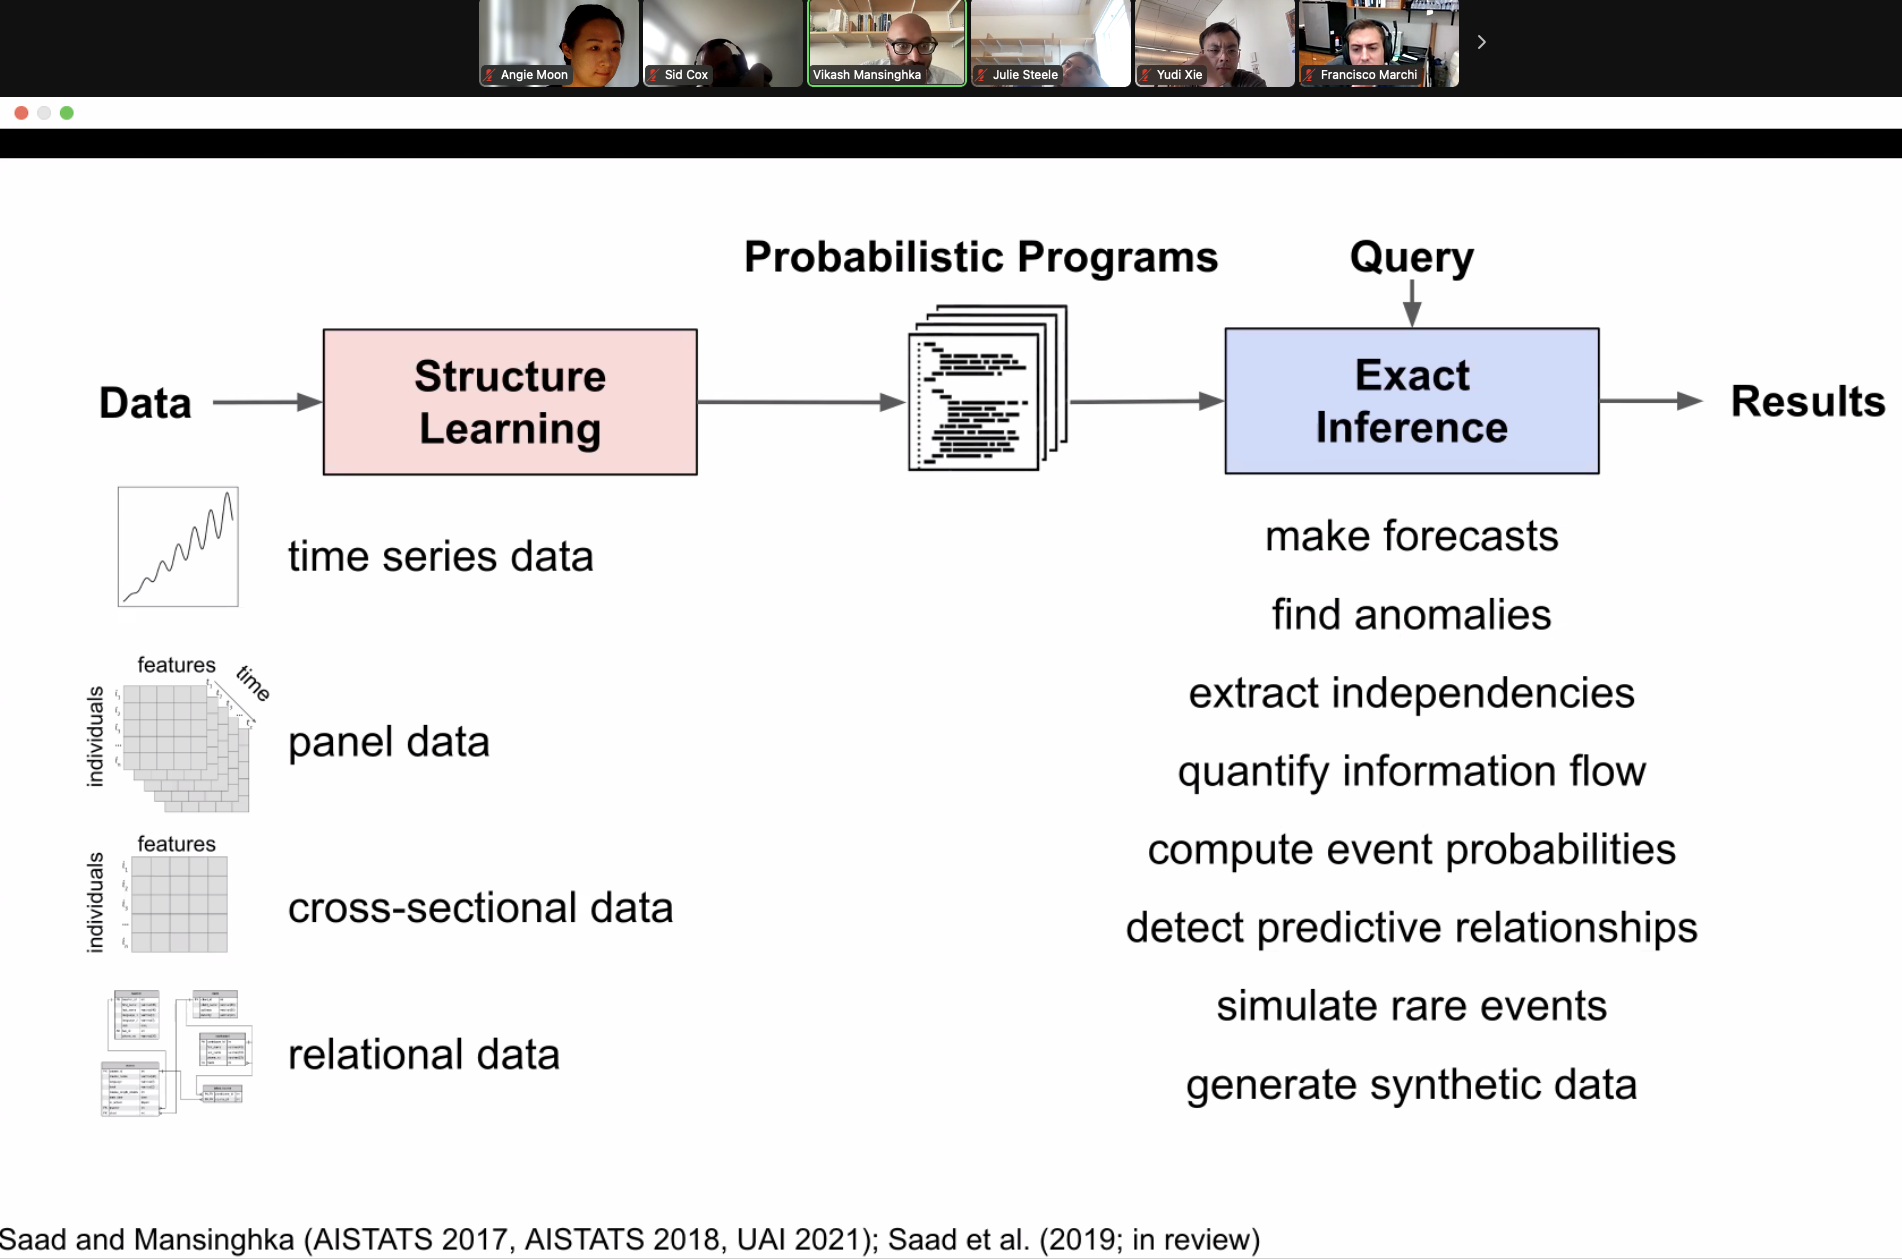 Angie Moon
Sid Cox
Vikash Mansinghka
Julie Steele
Yudi Xie
Francisco Marchi
Probabilistic Programs
Query
Data
Structure
Learning
Exact
Inference
Results
time series data
features
time
individuals
panel data
features
individuals
cross-sectional data
relational data
make forecasts
find anomalies
extract independencies
quantify information flow
compute event probabilities
detect predictive relationships
simulate rare events
generate synthetic data
Saad and Mansinghka (AISTATS 2017, AISTATS 2018, UAI 2021); Saad et al. (2019; in review)